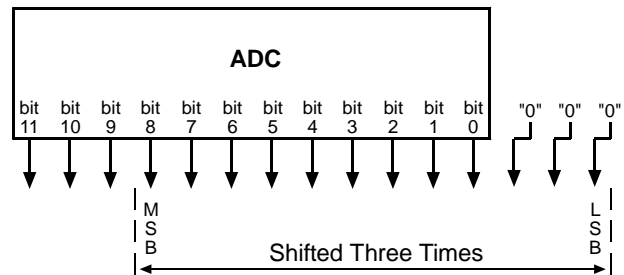 ADC
bit bit bit bit bit bit bit bit bit bit bit bit "0" "0" "0"
11 10 9 8 7 6 5 4 3 2 1 0
MSB
LSB
Shifted Three Times